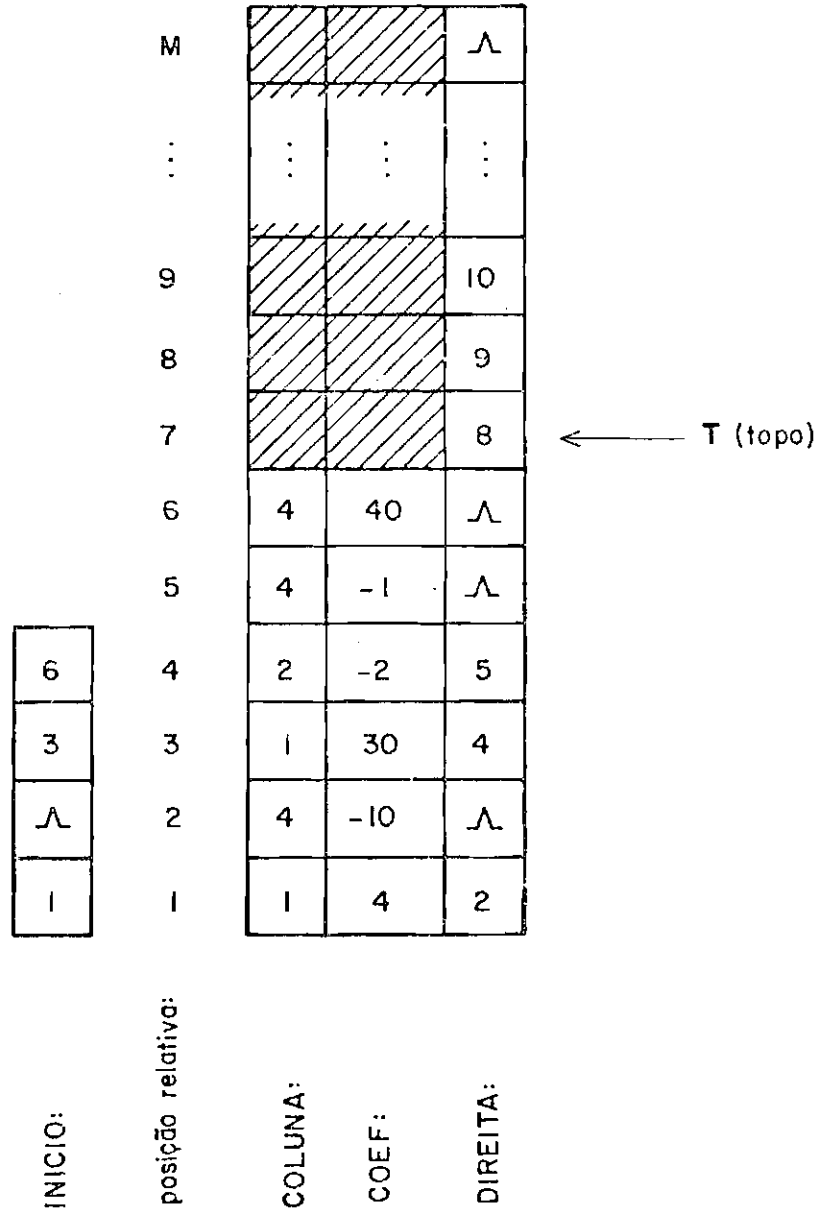 M Λ
⋮ ⋮ ⋮ ⋮
9 10
8 9
7 8 T (topo)
6 4 40 Λ
5 4 -1 Λ
6 4 2 -2 5
3 3 1 30 4
Λ 2 4 -10 Λ
1 1 1 4 2
INICIO:
posição relativa:
COLUNA:
COEF:
DIREITA: